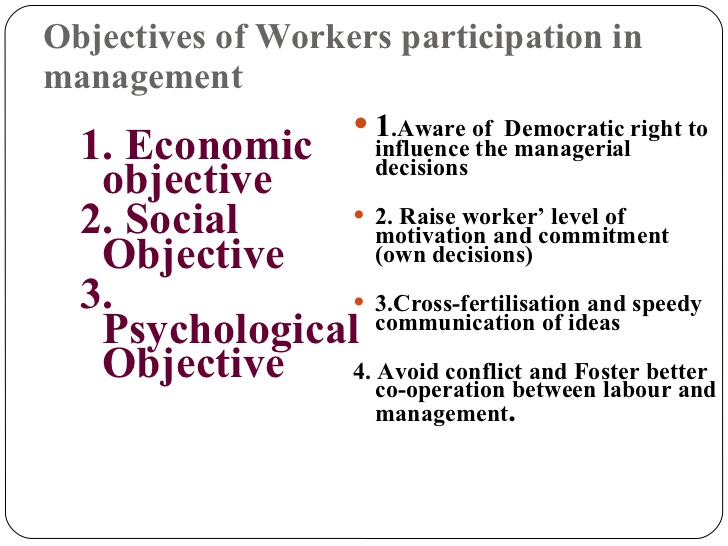 Objectives of Workers participation in
management
1. Economic
objective
2. Social
Objective
3.
Psychological
Objective
• 1.Aware of  Democratic right to
influence the managerial
decisions
• 2. Raise worker’ level of
motivation and commitment
(own decisions)
• 3.Cross-fertilisation and speedy
communication of ideas
4. Avoid conflict and Foster better
co-operation between labour and
management.